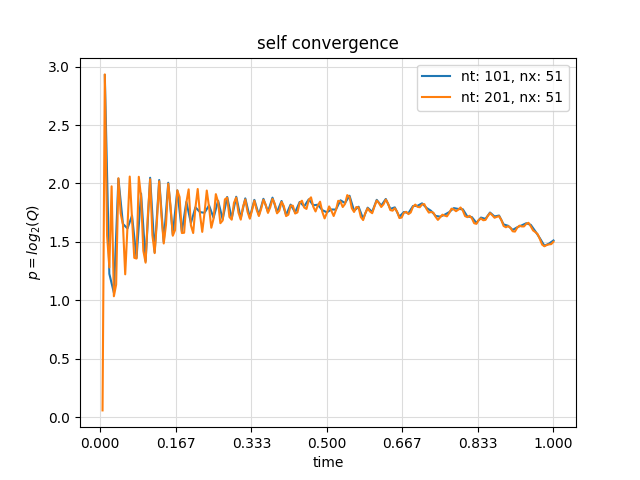 self convergence
nt: 101, nx: 51
nt: 201, nx: 51
3.0
2.5
2.0
1.5
1.0
0.5
0.0
p = log₂(Q)
0.000 0.167 0.333 0.500 0.667 0.833 1.000
time